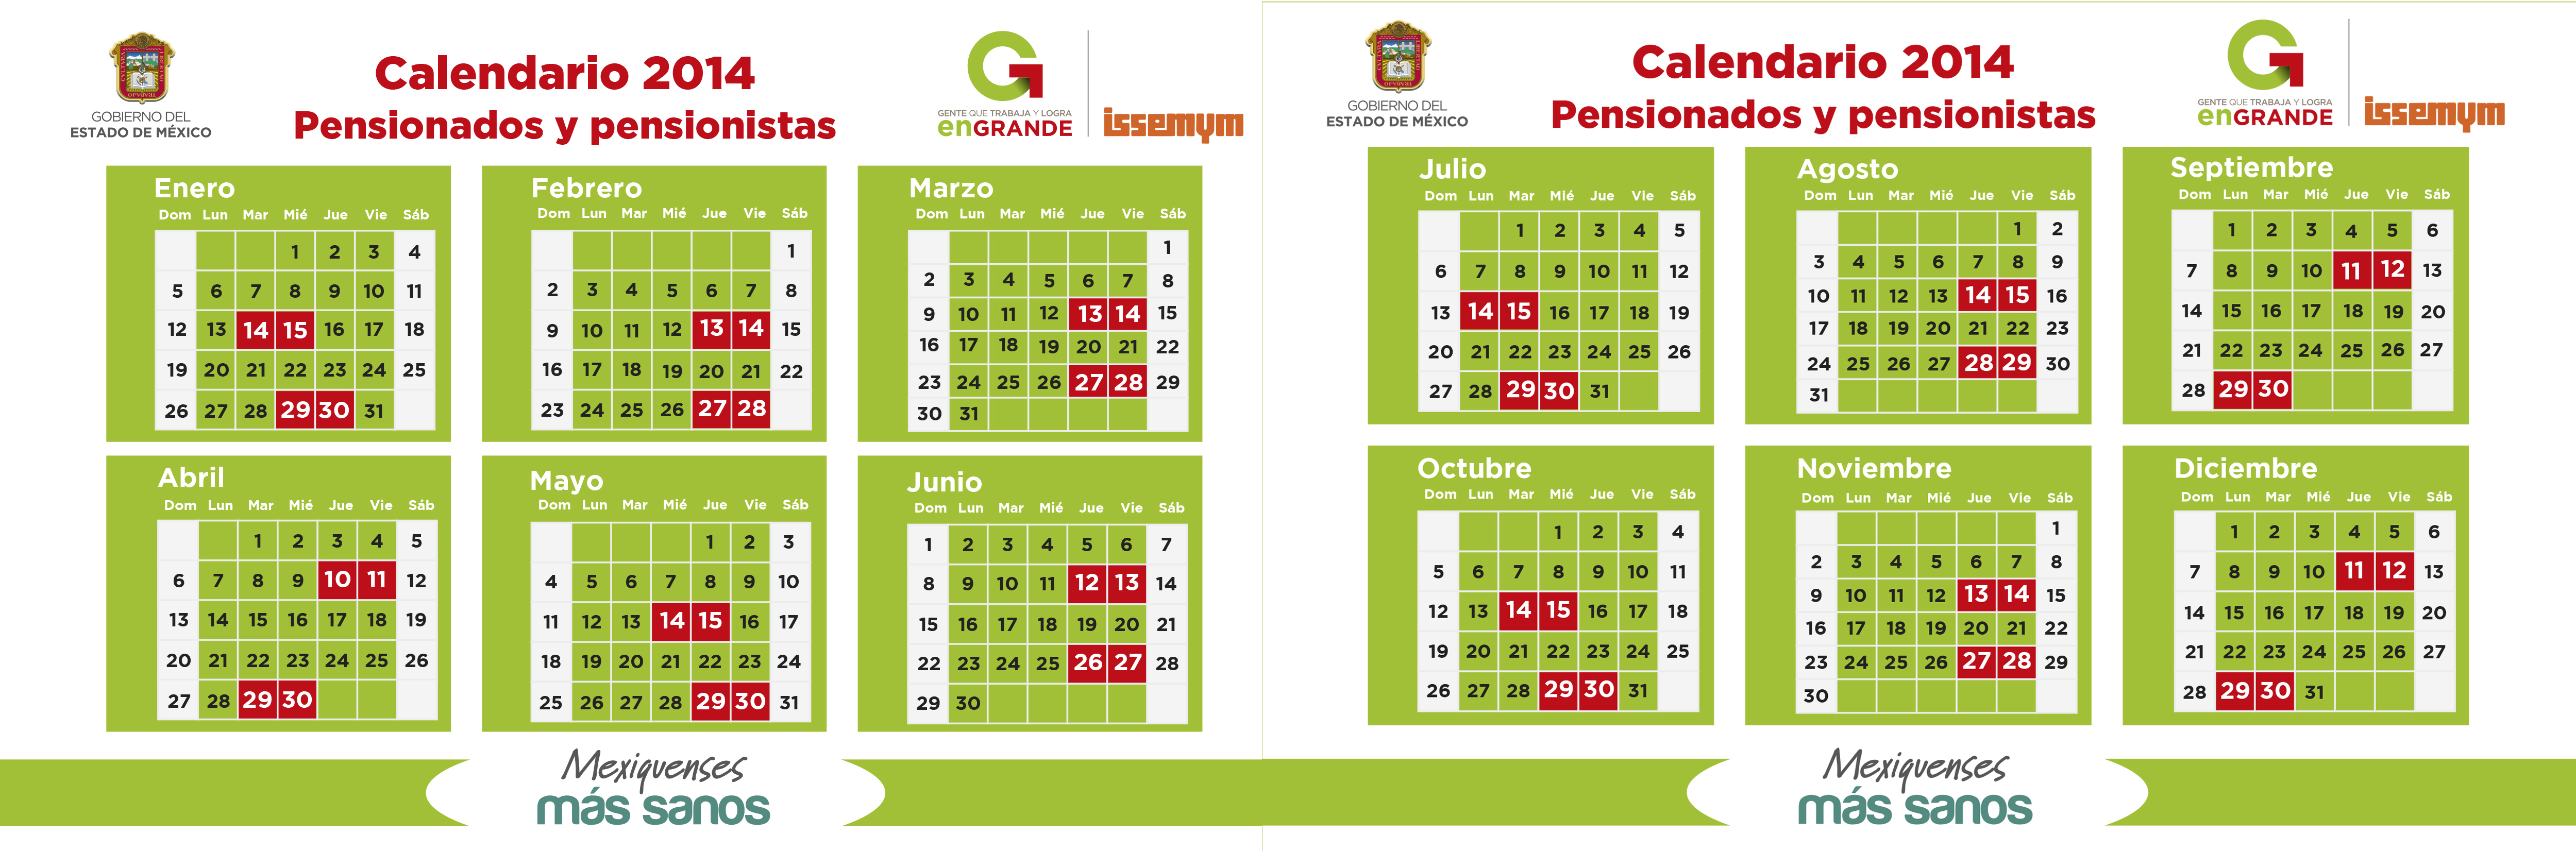 GOBIERNO DEL
ESTADO DE MÉXICO
Calendario 2014
Pensionados y pensionistas
GENTE QUE TRABAJA Y LOGRA
enGRANDE
issemym
Enero
Dom Lun Mar Mié Jue Vie Sáb
1 2 3 4
5 6 7 8 9 10 11
12 13 14 15 16 17 18
19 20 21 22 23 24 25
26 27 28 29 30 31
Febrero
Dom Lun Mar Mié Jue Vie Sáb
1
2 3 4 5 6 7 8
9 10 11 12 13 14 15
16 17 18 19 20 21 22
23 24 25 26 27 28
Marzo
Dom Lun Mar Mié Jue Vie Sáb
1
2 3 4 5 6 7 8
9 10 11 12 13 14 15
16 17 18 19 20 21 22
23 24 25 26 27 28 29
30 31
Abril
Dom Lun Mar Mié Jue Vie Sáb
1 2 3 4 5
6 7 8 9 10 11 12
13 14 15 16 17 18 19
20 21 22 23 24 25 26
27 28 29 30
Mayo
Dom Lun Mar Mié Jue Vie Sáb
1 2 3
4 5 6 7 8 9 10
11 12 13 14 15 16 17
18 19 20 21 22 23 24
25 26 27 28 29 30 31
Junio
Dom Lun Mar Mié Jue Vie Sáb
1 2 3 4 5 6 7
8 9 10 11 12 13 14
15 16 17 18 19 20 21
22 23 24 25 26 27 28
29 30
Mexiquenses
más sanos
GOBIERNO DEL
ESTADO DE MÉXICO
Calendario 2014
Pensionados y pensionistas
GENTE QUE TRABAJA Y LOGRA
enGRANDE
issemym
Julio
Dom Lun Mar Mié Jue Vie Sáb
1 2 3 4 5
6 7 8 9 10 11 12
13 14 15 16 17 18 19
20 21 22 23 24 25 26
27 28 29 30 31
Agosto
Dom Lun Mar Mié Jue Vie Sáb
1 2
3 4 5 6 7 8 9
10 11 12 13 14 15 16
17 18 19 20 21 22 23
24 25 26 27 28 29 30
31
Septiembre
Dom Lun Mar Mié Jue Vie Sáb
1 2 3 4 5 6
7 8 9 10 11 12 13
14 15 16 17 18 19 20
21 22 23 24 25 26 27
28 29 30
Octubre
Dom Lun Mar Mié Jue Vie Sáb
1 2 3 4
5 6 7 8 9 10 11
12 13 14 15 16 17 18
19 20 21 22 23 24 25
26 27 28 29 30 31
Noviembre
Dom Lun Mar Mié Jue Vie Sáb
1
2 3 4 5 6 7 8
9 10 11 12 13 14 15
16 17 18 19 20 21 22
23 24 25 26 27 28 29
30
Diciembre
Dom Lun Mar Mié Jue Vie Sáb
1 2 3 4 5 6
7 8 9 10 11 12 13
14 15 16 17 18 19 20
21 22 23 24 25 26 27
28 29 30 31
Mexiquenses
más sanos